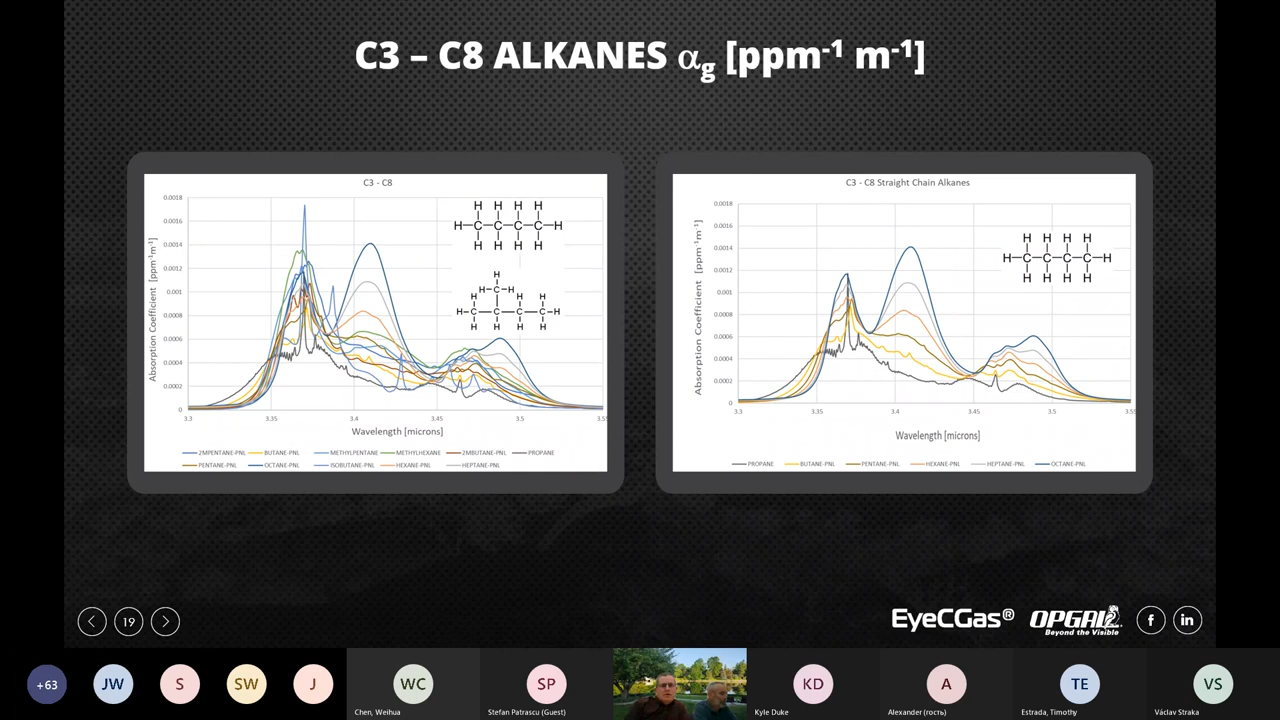 C3 – C8 ALKANES αg [ppm-1 m-1]
C3 - C8
0.0018
0.0016
0.0014
0.0012
0.001
0.0008
0.0006
0.0004
0.0002
0
3.3
3.35
3.4
3.45
3.5
3.55
Absorption Coefficient [ppm-1m-1]
Wavelength [microns]
H H H H
H C C C C H
H H H H
H
H C H
H H H
H C C C C H
H H H H
2MPENTANE-PNL BUTANE-PNL METHYLPENTANE METHYLHEXANE 2MBUTANE-PNL PROPANE
PENTANE-PNL OCTANE-PNL ISOBUTANE-PNL HEXANE-PNL HEPTANE-PNL
C3 - C8 Straight Chain Alkanes
0.0018
0.0016
0.0014
0.0012
0.001
0.0008
0.0006
0.0004
0.0002
0
3.3
3.35
3.4
3.45
3.5
3.55
Absorption Coefficient [ppm-1m-1]
Wavelength [microns]
H H H H
H C C C C H
H H H H
PROPANE BUTANE-PNL PENTANE-PNL HEXANE-PNL HEPTANE-PNL OCTANE-PNL
19
EyeCGas® OPGAL
Beyond the Visible
f in
+63 JW S SW J WC SP KD A TE VS
Chen, Weihua Stefan Patrascu (Guest) Kyle Duke Alexander (гость) Estrada, Timothy Václav Straka